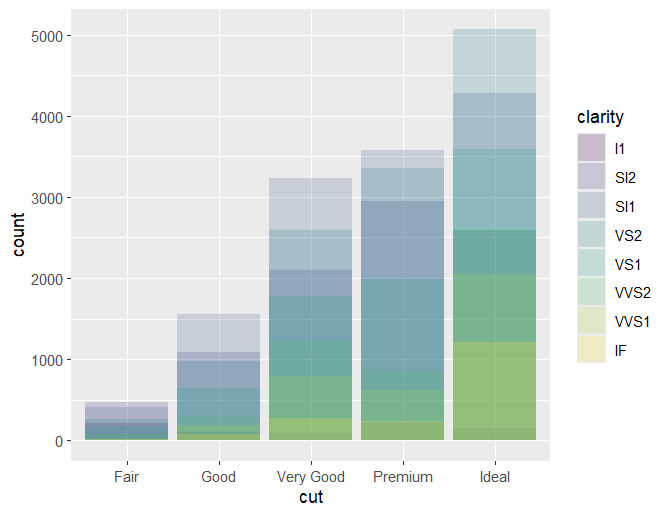 5000
4000
3000
2000
1000
0
count
Fair Good Very Good Premium Ideal
cut
clarity
I1
SI2
SI1
VS2
VS1
VVS2
VVS1
IF